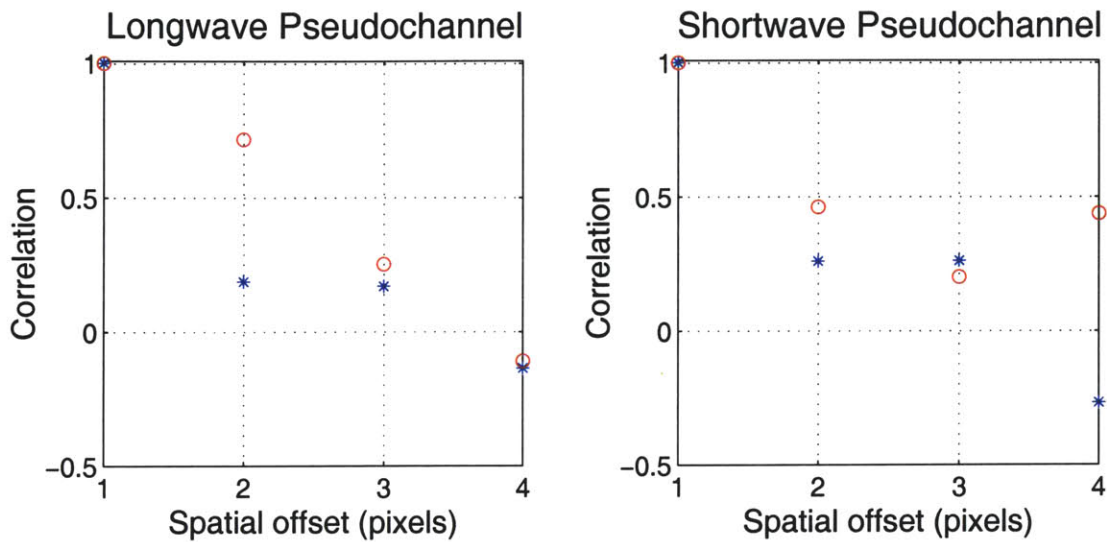 Longwave Pseudochannel
1
0.5
0
−0.5
Correlation
1
2
3
4
Spatial offset (pixels)
Shortwave Pseudochannel
1
0.5
0
−0.5
Correlation
1
2
3
4
Spatial offset (pixels)